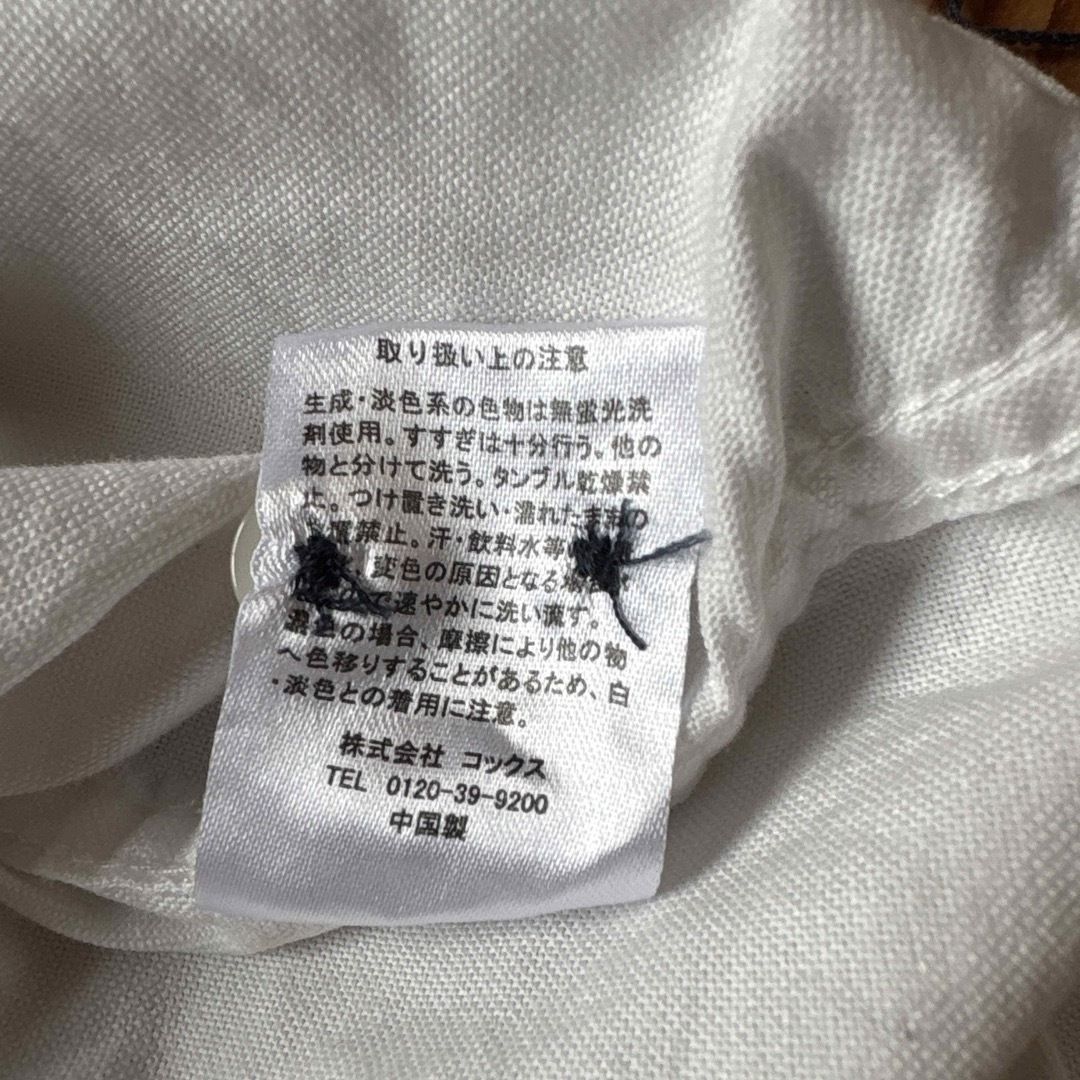 取り扱い上の注意
生成・淡色系の色物は無蛍光洗
剤使用。すすぎは十分行う。他の
物と分けて洗う。タンブル乾燥禁
止。つけ置き洗い・濡れたままの
置禁止。汗・飲料水等
・変色の原因となる場合
で速やかに洗い直す。
濃色の場合、摩擦により他の物
へ色移りすることがあるため、白
・淡色との着用に注意。
株式会社 コックス
TEL 0120-39-9200
中国製